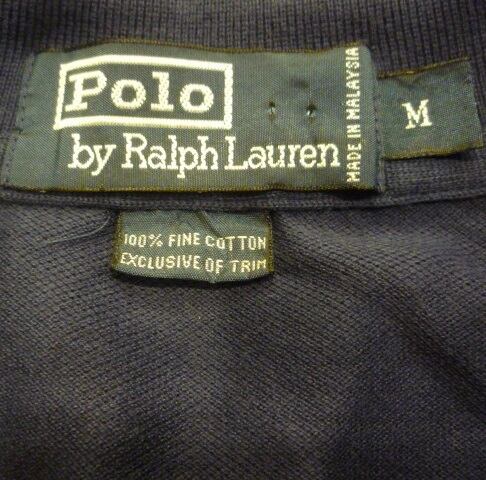 Polo
by Ralph Lauren
MADE IN MALAYSIA
M
100% FINE COTTON
EXCLUSIVE OF TRIM